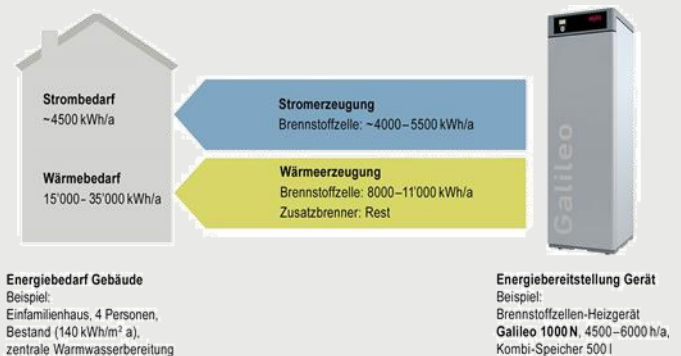 Strombedarf
~4500 kWh/a
Wärmebedarf
15'000- 35'000 kWh/a
Stromerzeugung
Brennstoffzelle: ~4000–5500 kWh/a
Wärmeerzeugung
Brennstoffzelle: 8000–11'000 kWh/a
Zusatzbrenner: Rest
Galileo
Energiebedarf Gebäude
Beispiel:
Einfamilienhaus, 4 Personen,
Bestand (140 kWh/m² a),
zentrale Warmwasserbereitung
Energiebereitstellung Gerät
Beispiel:
Brennstoffzellen-Heizgerät
Galileo 1000 N, 4500–6000 h/a,
Kombi-Speicher 500 l